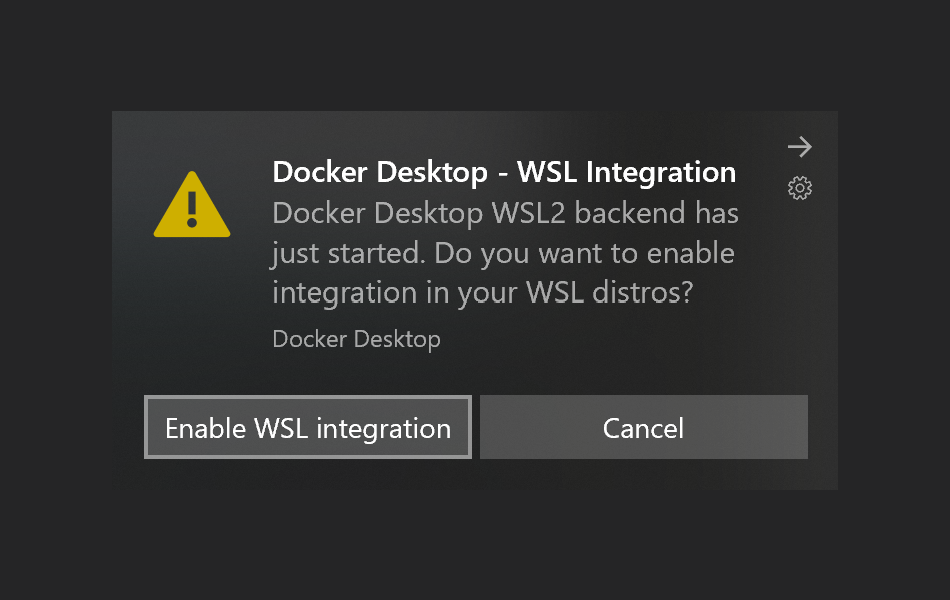 Docker Desktop - WSL Integration
Docker Desktop WSL2 backend has
just started. Do you want to enable
integration in your WSL distros?
Docker Desktop
Enable WSL integration
Cancel